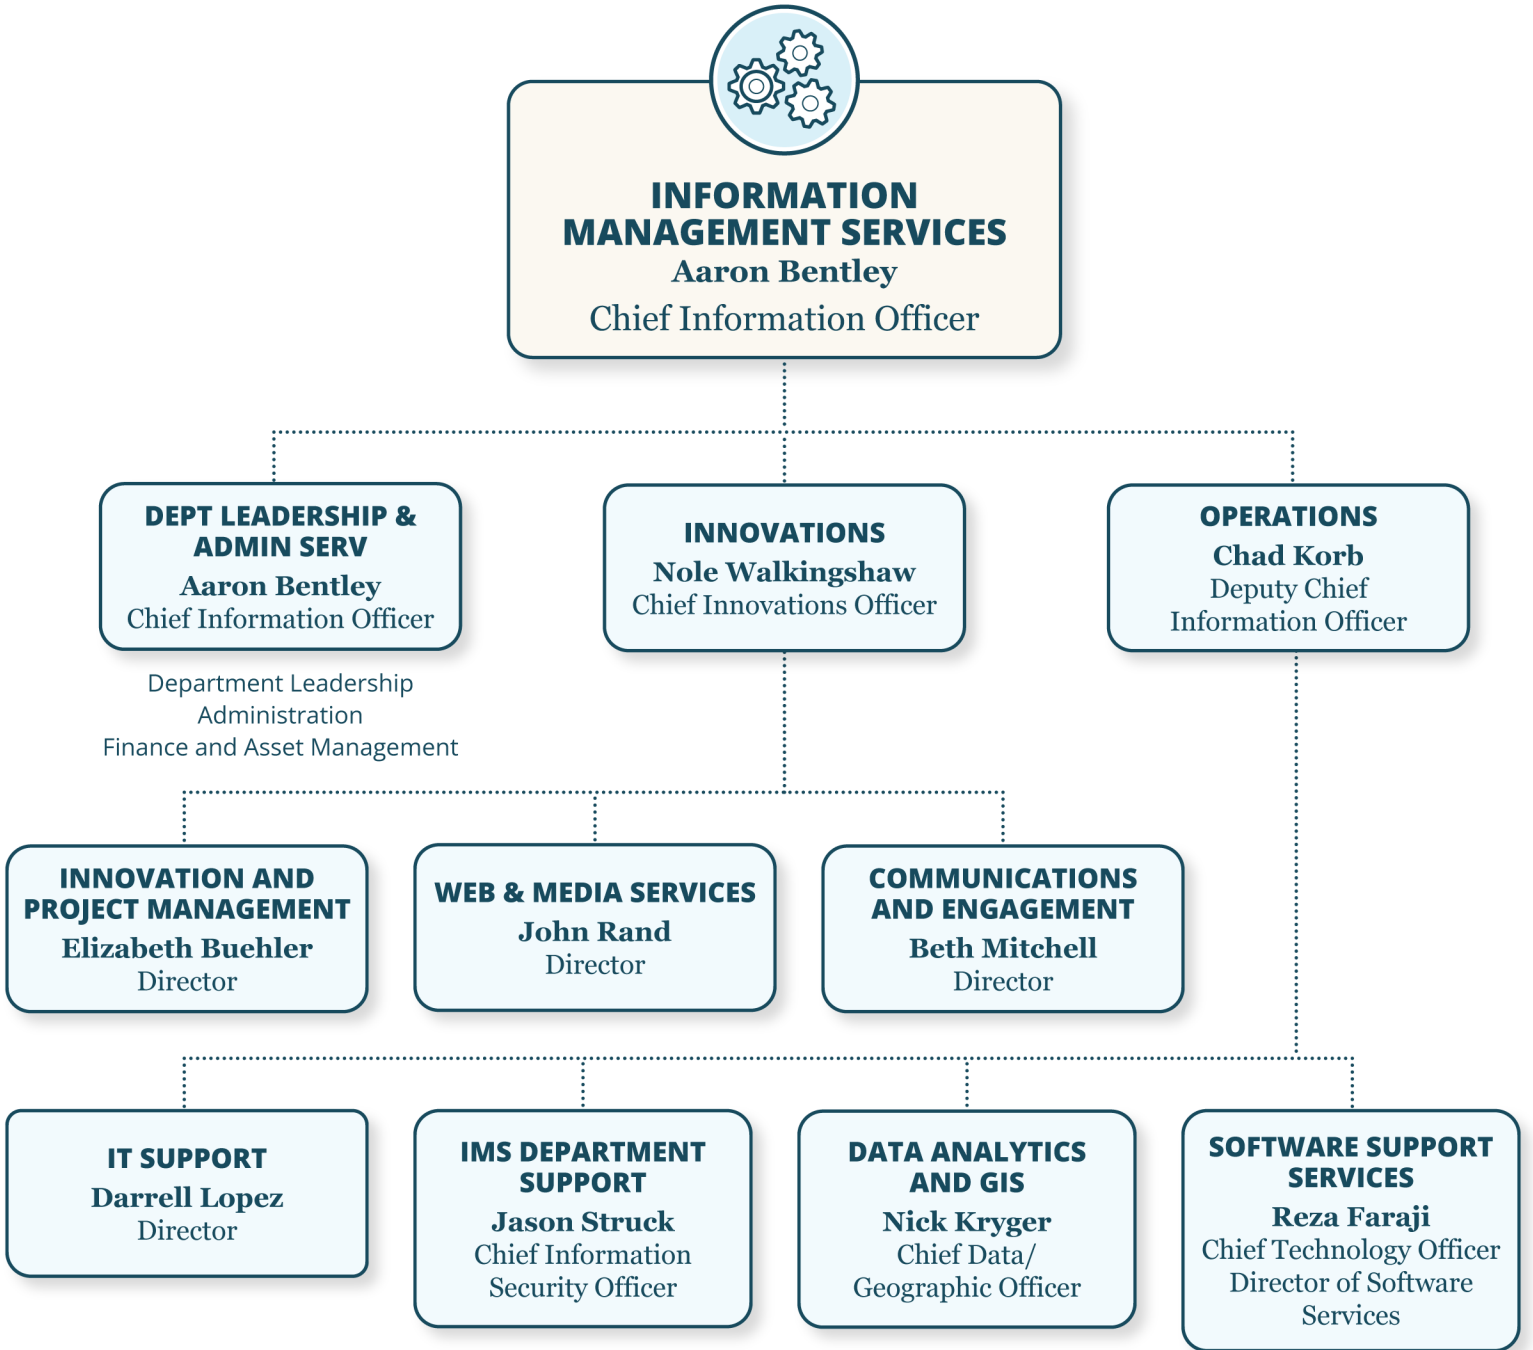 INFORMATION
MANAGEMENT SERVICES
Aaron Bentley
Chief Information Officer
DEPT LEADERSHIP &
ADMIN SERV
Aaron Bentley
Chief Information Officer
Department Leadership
Administration
Finance and Asset Management
INNOVATIONS
Nole Walkingshaw
Chief Innovations Officer
OPERATIONS
Chad Korb
Deputy Chief
Information Officer
INNOVATION AND
PROJECT MANAGEMENT
Elizabeth Buehler
Director
WEB & MEDIA SERVICES
John Rand
Director
COMMUNICATIONS
AND ENGAGEMENT
Beth Mitchell
Director
IT SUPPORT
Darrell Lopez
Director
IMS DEPARTMENT
SUPPORT
Jason Struck
Chief Information
Security Officer
DATA ANALYTICS
AND GIS
Nick Kryger
Chief Data/
Geographic Officer
SOFTWARE SUPPORT
SERVICES
Reza Faraji
Chief Technology Officer
Director of Software
Services